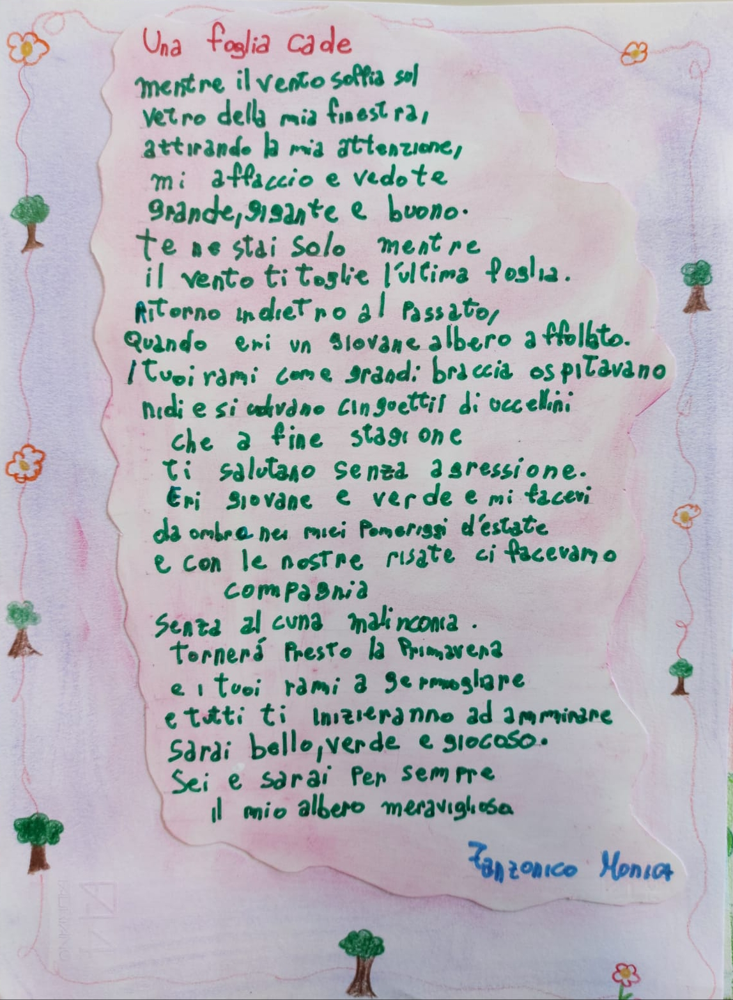 Una foglia cade
mentre il vento soffia sul
vetro della mia finestra,
attirando la mia attenzione,
mi affaccio e vedo te
grande, gigante e buono.
te ne stai solo mentre
il vento ti toglie l'ultima foglia.
Ritorno indietro al passato,
Quando eri un giovane albero affollato.
I tuoi rami come grandi braccia ospitavano
nidi e si udivano cinguettii di uccellini
che a fine stagione
ti salutano senza agressione.
Eri giovane e verde e mi facevi
da ombra nei miei pomeriggi d'estate
e con le nostre risate ci facevamo
compagnia
senza alcuna malinconia.
tornerá presto la primavera
e i tuoi rami a germogliare
e tutti ti inizieranno ad ammirare
sarai bello, verde e giocoso.
Sei e sarai per sempre
il mio albero meraviglioso
Zanzonico Monica